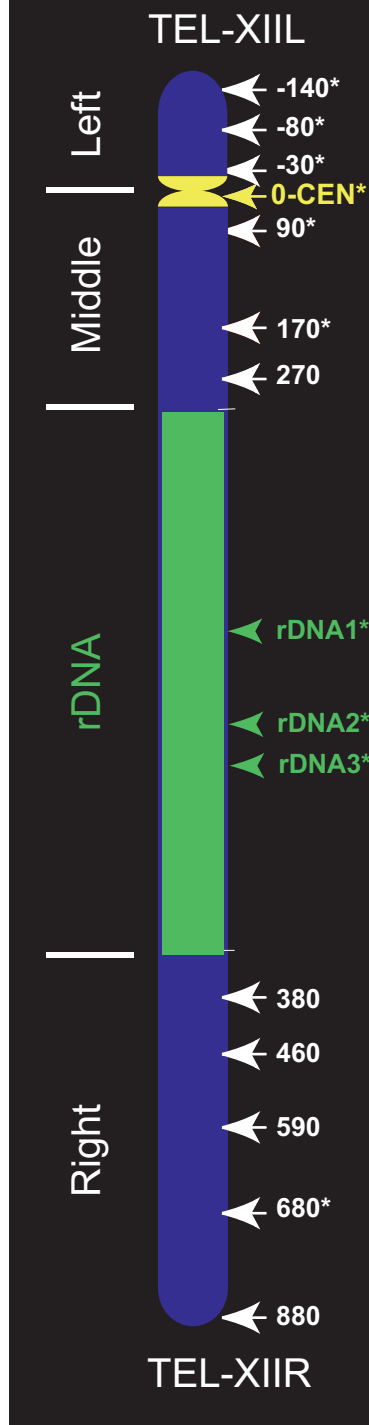 TEL-XIIL
Left
-140*
-80*
-30*
0-CEN*
Middle
90*
170*
270
rDNA
rDNA1*
rDNA2*
rDNA3*
Right
380
460
590
680*
880
TEL-XIIR